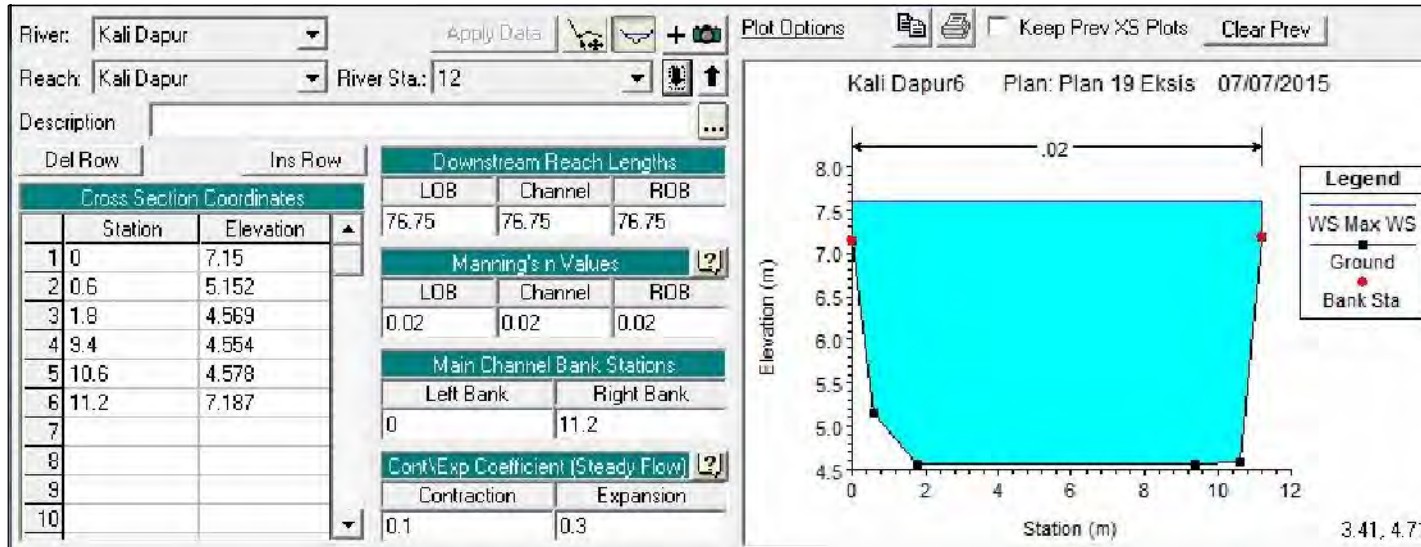 River: Kali Dapur Apply Data
Reach: Kali Dapur River Sta.: 12
Description ...
Del Row Ins Row
Cross Section Coordinates
Station Elevation
1 0 7.15
2 0.6 5.152
3 1.8 4.569
4 9.4 4.554
5 10.6 4.578
6 11.2 7.187
7
8
9
10
Downstream Reach Lengths
LOB Channel ROB
76.75 76.75 76.75
Manning's n Values ?
LOB Channel ROB
0.02 0.02 0.02
Main Channel Bank Stations
Left Bank Right Bank
0 11.2
Cont\Exp Coefficient (Steady Flow) ?
Contraction Expansion
0.1 0.3
Plot Options Keep Prev XS Plots Clear Prev
Kali Dapur6 Plan: Plan 19 Eksis 07/07/2015
.02
8.0
7.5
7.0
6.5
6.0
5.5
5.0
4.5
Elevation (m)
0 2 4 6 8 10 12
Station (m)
Legend
WS Max WS
Ground
Bank Sta